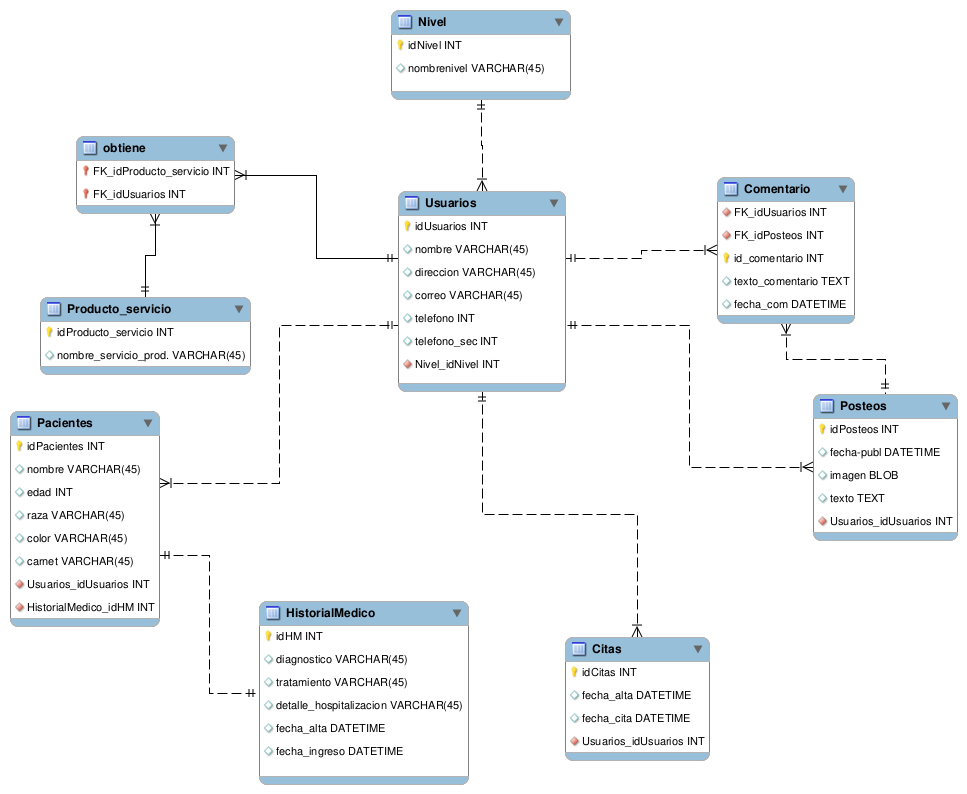 Nivel
idNivel INT
nombrenivel VARCHAR(45)
obtiene
FK_idProducto_servicio INT
FK_idUsuarios INT
Usuarios
idUsuarios INT
nombre VARCHAR(45)
direccion VARCHAR(45)
correo VARCHAR(45)
telefono INT
telefono_sec INT
Nivel_idNivel INT
Comentario
FK_idUsuarios INT
FK_idPosteos INT
id_comentario INT
texto_comentario TEXT
fecha_com DATETIME
Producto_servicio
idProducto_servicio INT
nombre_servicio_prod. VARCHAR(45)
Pacientes
idPacientes INT
nombre VARCHAR(45)
edad INT
raza VARCHAR(45)
color VARCHAR(45)
carnet VARCHAR(45)
Usuarios_idUsuarios INT
HistorialMedico_idHM INT
Posteos
idPosteos INT
fecha-publ DATETIME
imagen BLOB
texto TEXT
Usuarios_idUsuarios INT
HistorialMedico
idHM INT
diagnostico VARCHAR(45)
tratamiento VARCHAR(45)
detalle_hospitalizacion VARCHAR(45)
fecha_alta DATETIME
fecha_ingreso DATETIME
Citas
idCitas INT
fecha_alta DATETIME
fecha_cita DATETIME
Usuarios_idUsuarios INT